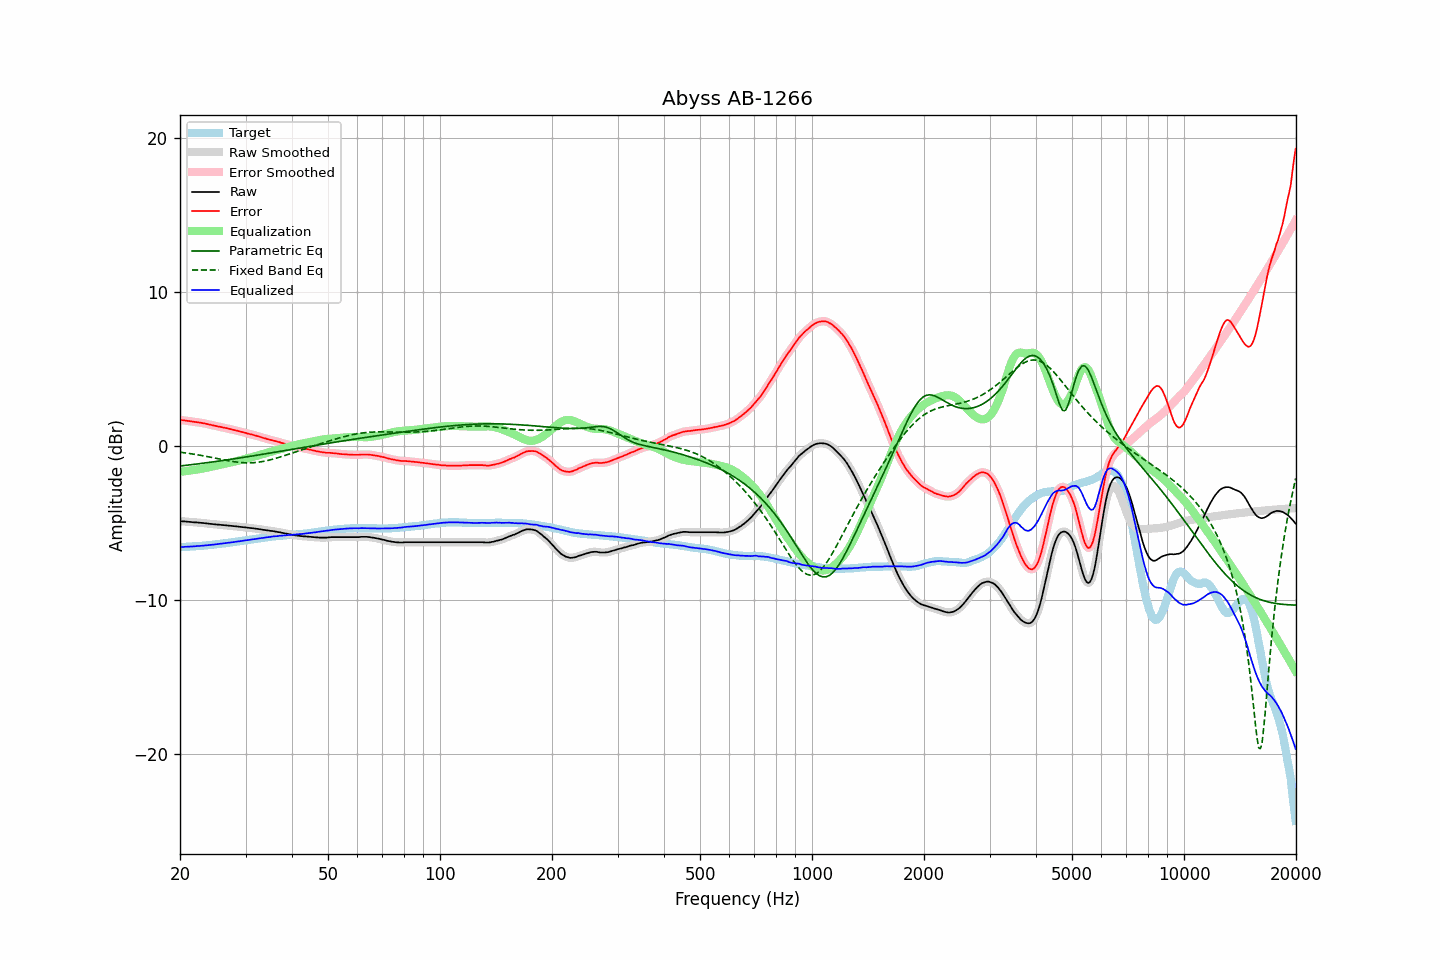 Abyss AB-1266
Target
Raw Smoothed
Error Smoothed
Raw
Error
Equalization
Parametric Eq
Fixed Band Eq
Equalized
20
10
0
−10
−20
Amplitude (dBr)
20
50
100
200
500
1000
2000
5000
10000
20000
Frequency (Hz)